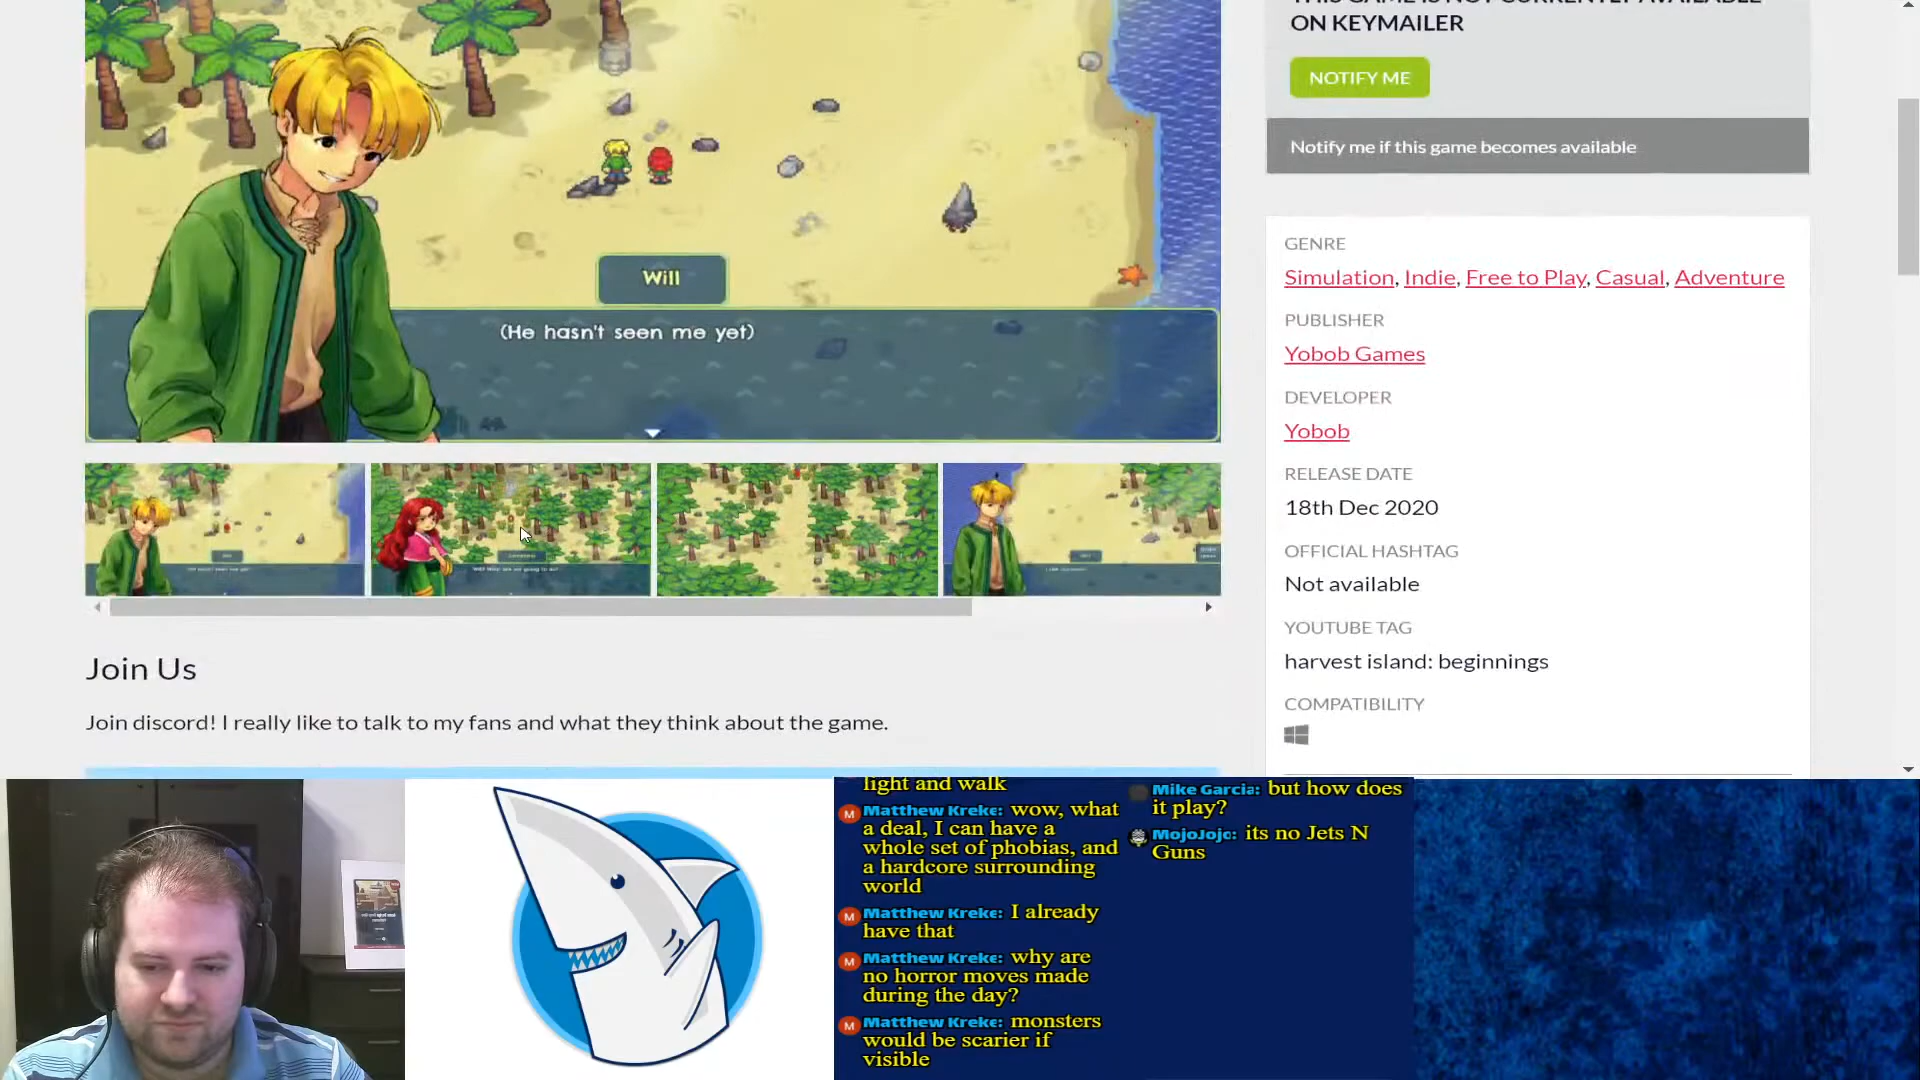 THIS GAME IS NOT CURRENTLY AVAILABLE
ON KEYMAILER
NOTIFY ME
Notify me if this game becomes available
Will
(He hasn't seen me yet)
GENRE
Simulation, Indie, Free to Play, Casual, Adventure
PUBLISHER
Yobob Games
DEVELOPER
Yobob
RELEASE DATE
18th Dec 2020
OFFICIAL HASHTAG
Not available
YOUTUBE TAG
harvest island: beginnings
COMPATIBILITY
Join Us
Join discord! I really like to talk to my fans and what they think about the game.
light and walk
M Matthew Kreke: wow, what
a deal, I can have a
whole set of phobias, and
a hardcore surrounding
world
M Matthew Kreke: I already
have that
M Matthew Kreke: why are
no horror moves made
during the day?
M Matthew Kreke: monsters
would be scarier if
visible
Mike Garcia: but how does
it play?
MojoJojo: its no Jets N
Guns